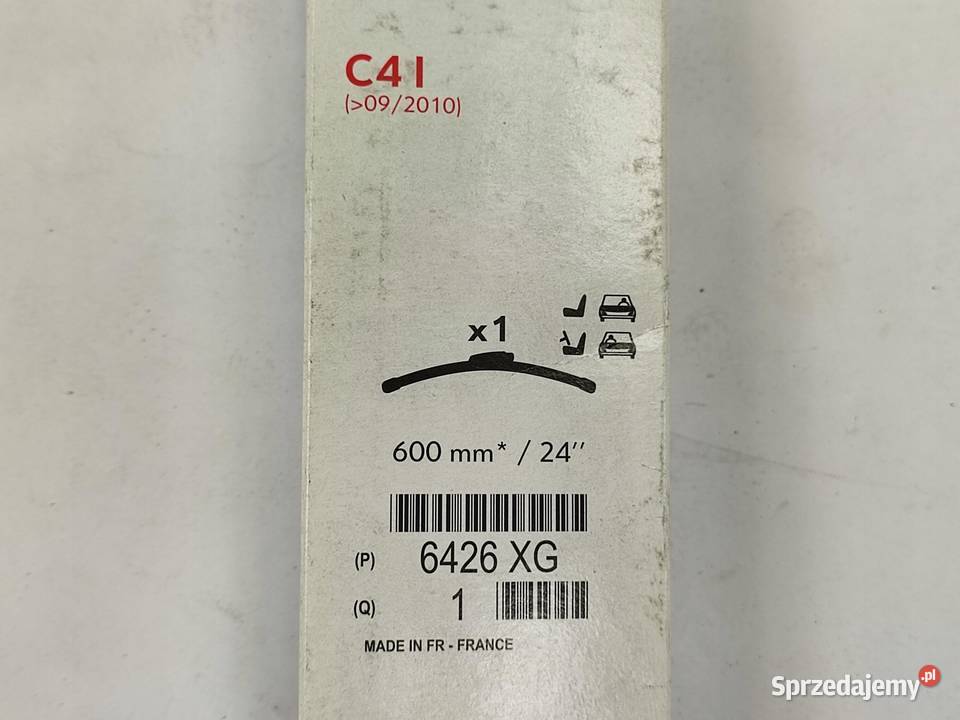 C4 I
(>09/2010)
x1
600 mm* / 24''
(P) 6426 XG
(Q) 1
MADE IN FR - FRANCE
Sprzedajemy.pl